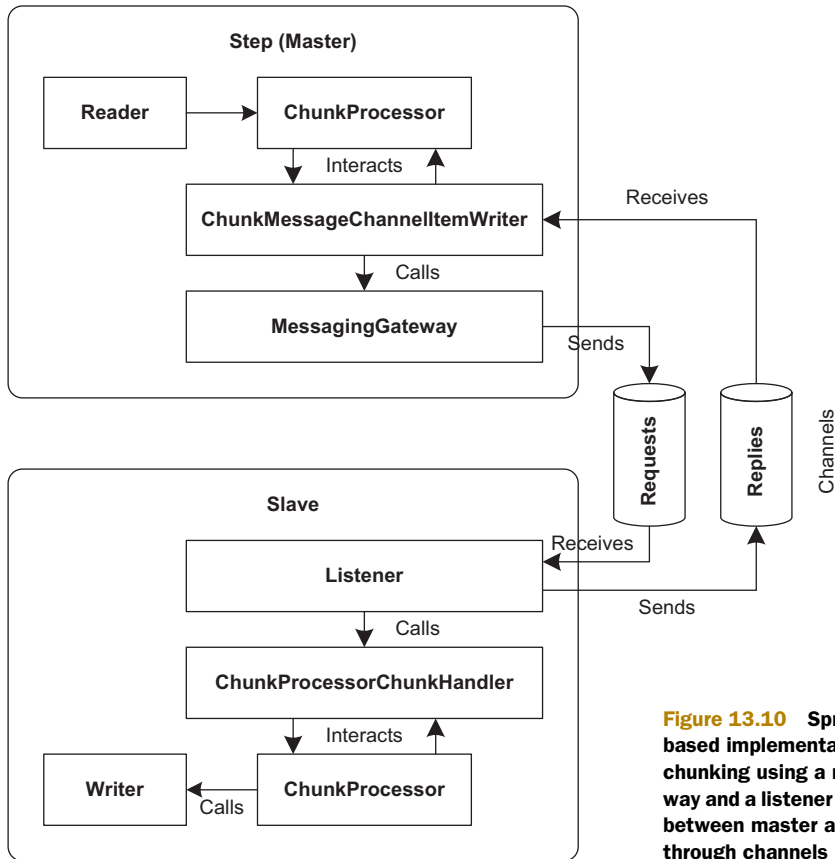 Step (Master)
Reader
ChunkProcessor
Interacts
ChunkMessageChannelItemWriter
Receives
Calls
MessagingGateway
Sends
Requests
Replies
Channels
Slave
Receives
Listener
Sends
Calls
ChunkProcessorChunkHandler
Interacts
Writer
Calls
ChunkProcessor
Figure 13.10
based
chunking using a
way and a listener
between master
through channels